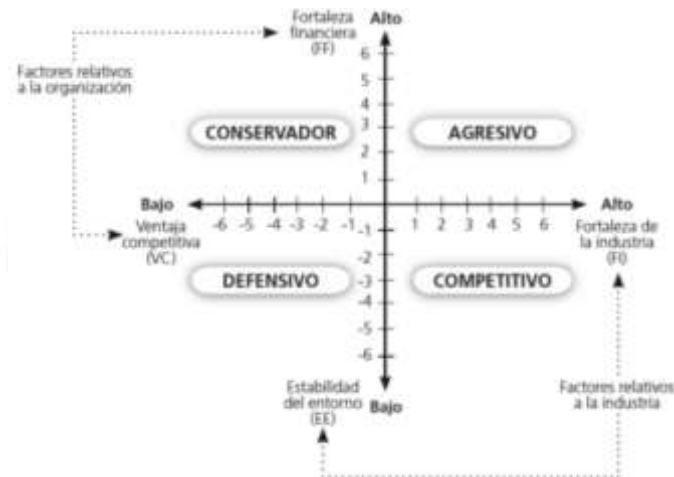 Fortaleza
financiera
(FF)
Alto
Factores relativos
a la organización
6
5
4
3
2
1
CONSERVADOR
AGRESIVO
Bajo
-6 -5 -4 -3 -2 -1
1 2 3 4 5 6
Alto
Ventaja
competitiva
(VC)
Fortaleza de
la industria
(FI)
-1
-2
-3
-4
-5
-6
DEFENSIVO
COMPETITIVO
Estabilidad
del entorno
(EE)
Bajo
Factores relativos
a la industria